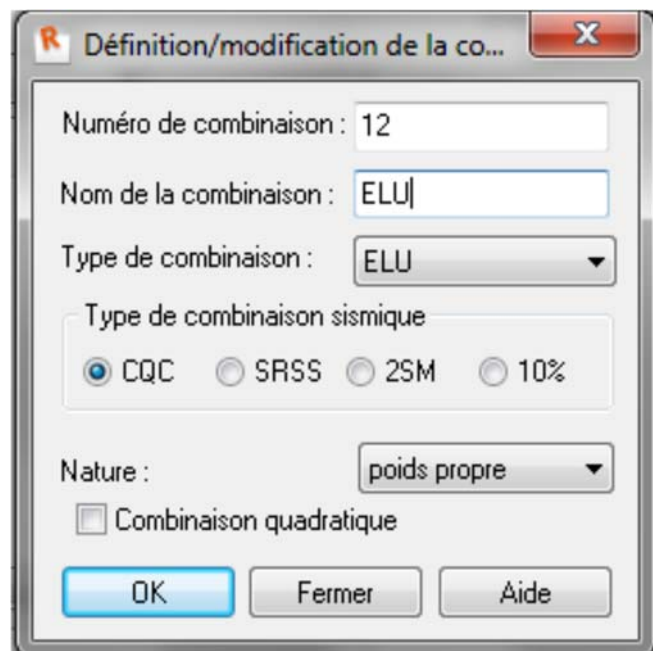 Définition/modification de la co...
Numéro de combinaison : 12
Nom de la combinaison : ELU
Type de combinaison : ELU
Type de combinaison sismique
CQC SRSS 2SM 10%
Nature : poids propre
Combinaison quadratique
OK Fermer Aide